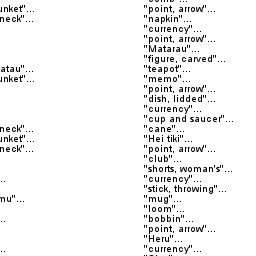 unket"... "point, arrow"...
neck"... "napkin"...
"currency"...
"point, arrow"...
"Matarau"...
"figure, carved"...
atau"... "teapot"...
unket"... "memo"...
"point, arrow"...
"dish, lidded"...
"currency"...
"cup and saucer"...
neck"... "cane"...
unket"... "Hei tiki"...
neck"... "point, arrow"...
"club"...
"shorts, woman's"...
.. "currency"...
"stick, throwing"...
mu"... "mug"...
"loom"...
.. "bobbin"...
"point, arrow"...
"Heru"...
.. "currency"...